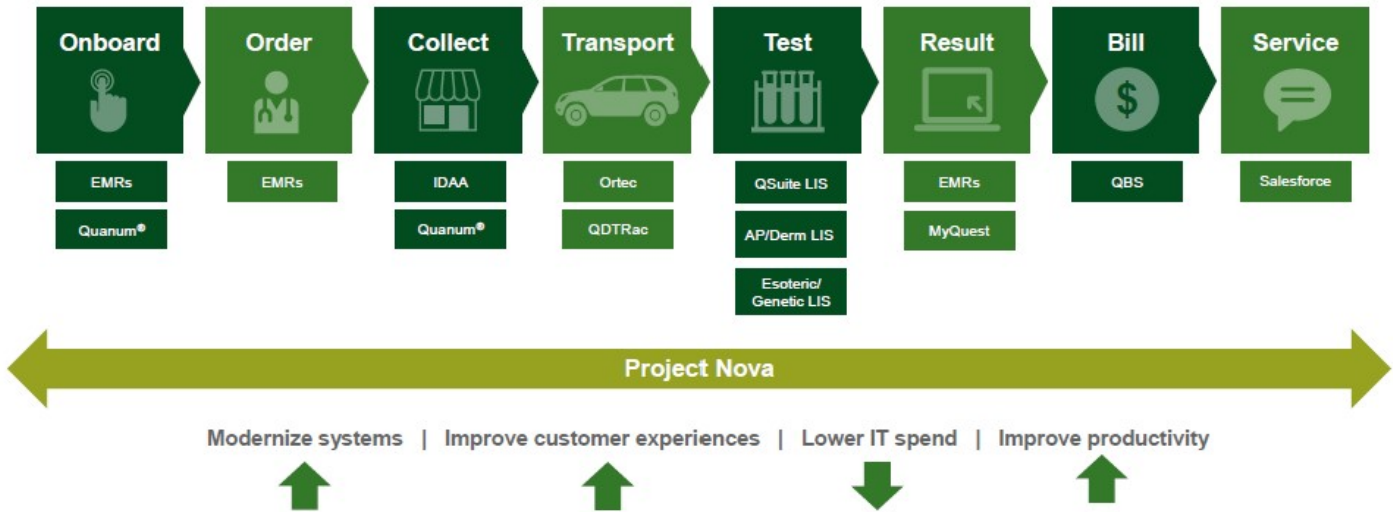 Onboard
Order
Collect
Transport
Test
Result
Bill
$
Service
EMRs
EMRs
IDAA
Ortec
QSuite LIS
EMRs
QBS
Salesforce
Quanum®
Quanum®
QDTRac
AP/Derm LIS
MyQuest
Esoteric/
Genetic LIS
Project Nova
Modernize systems | Improve customer experiences | Lower IT spend | Improve productivity